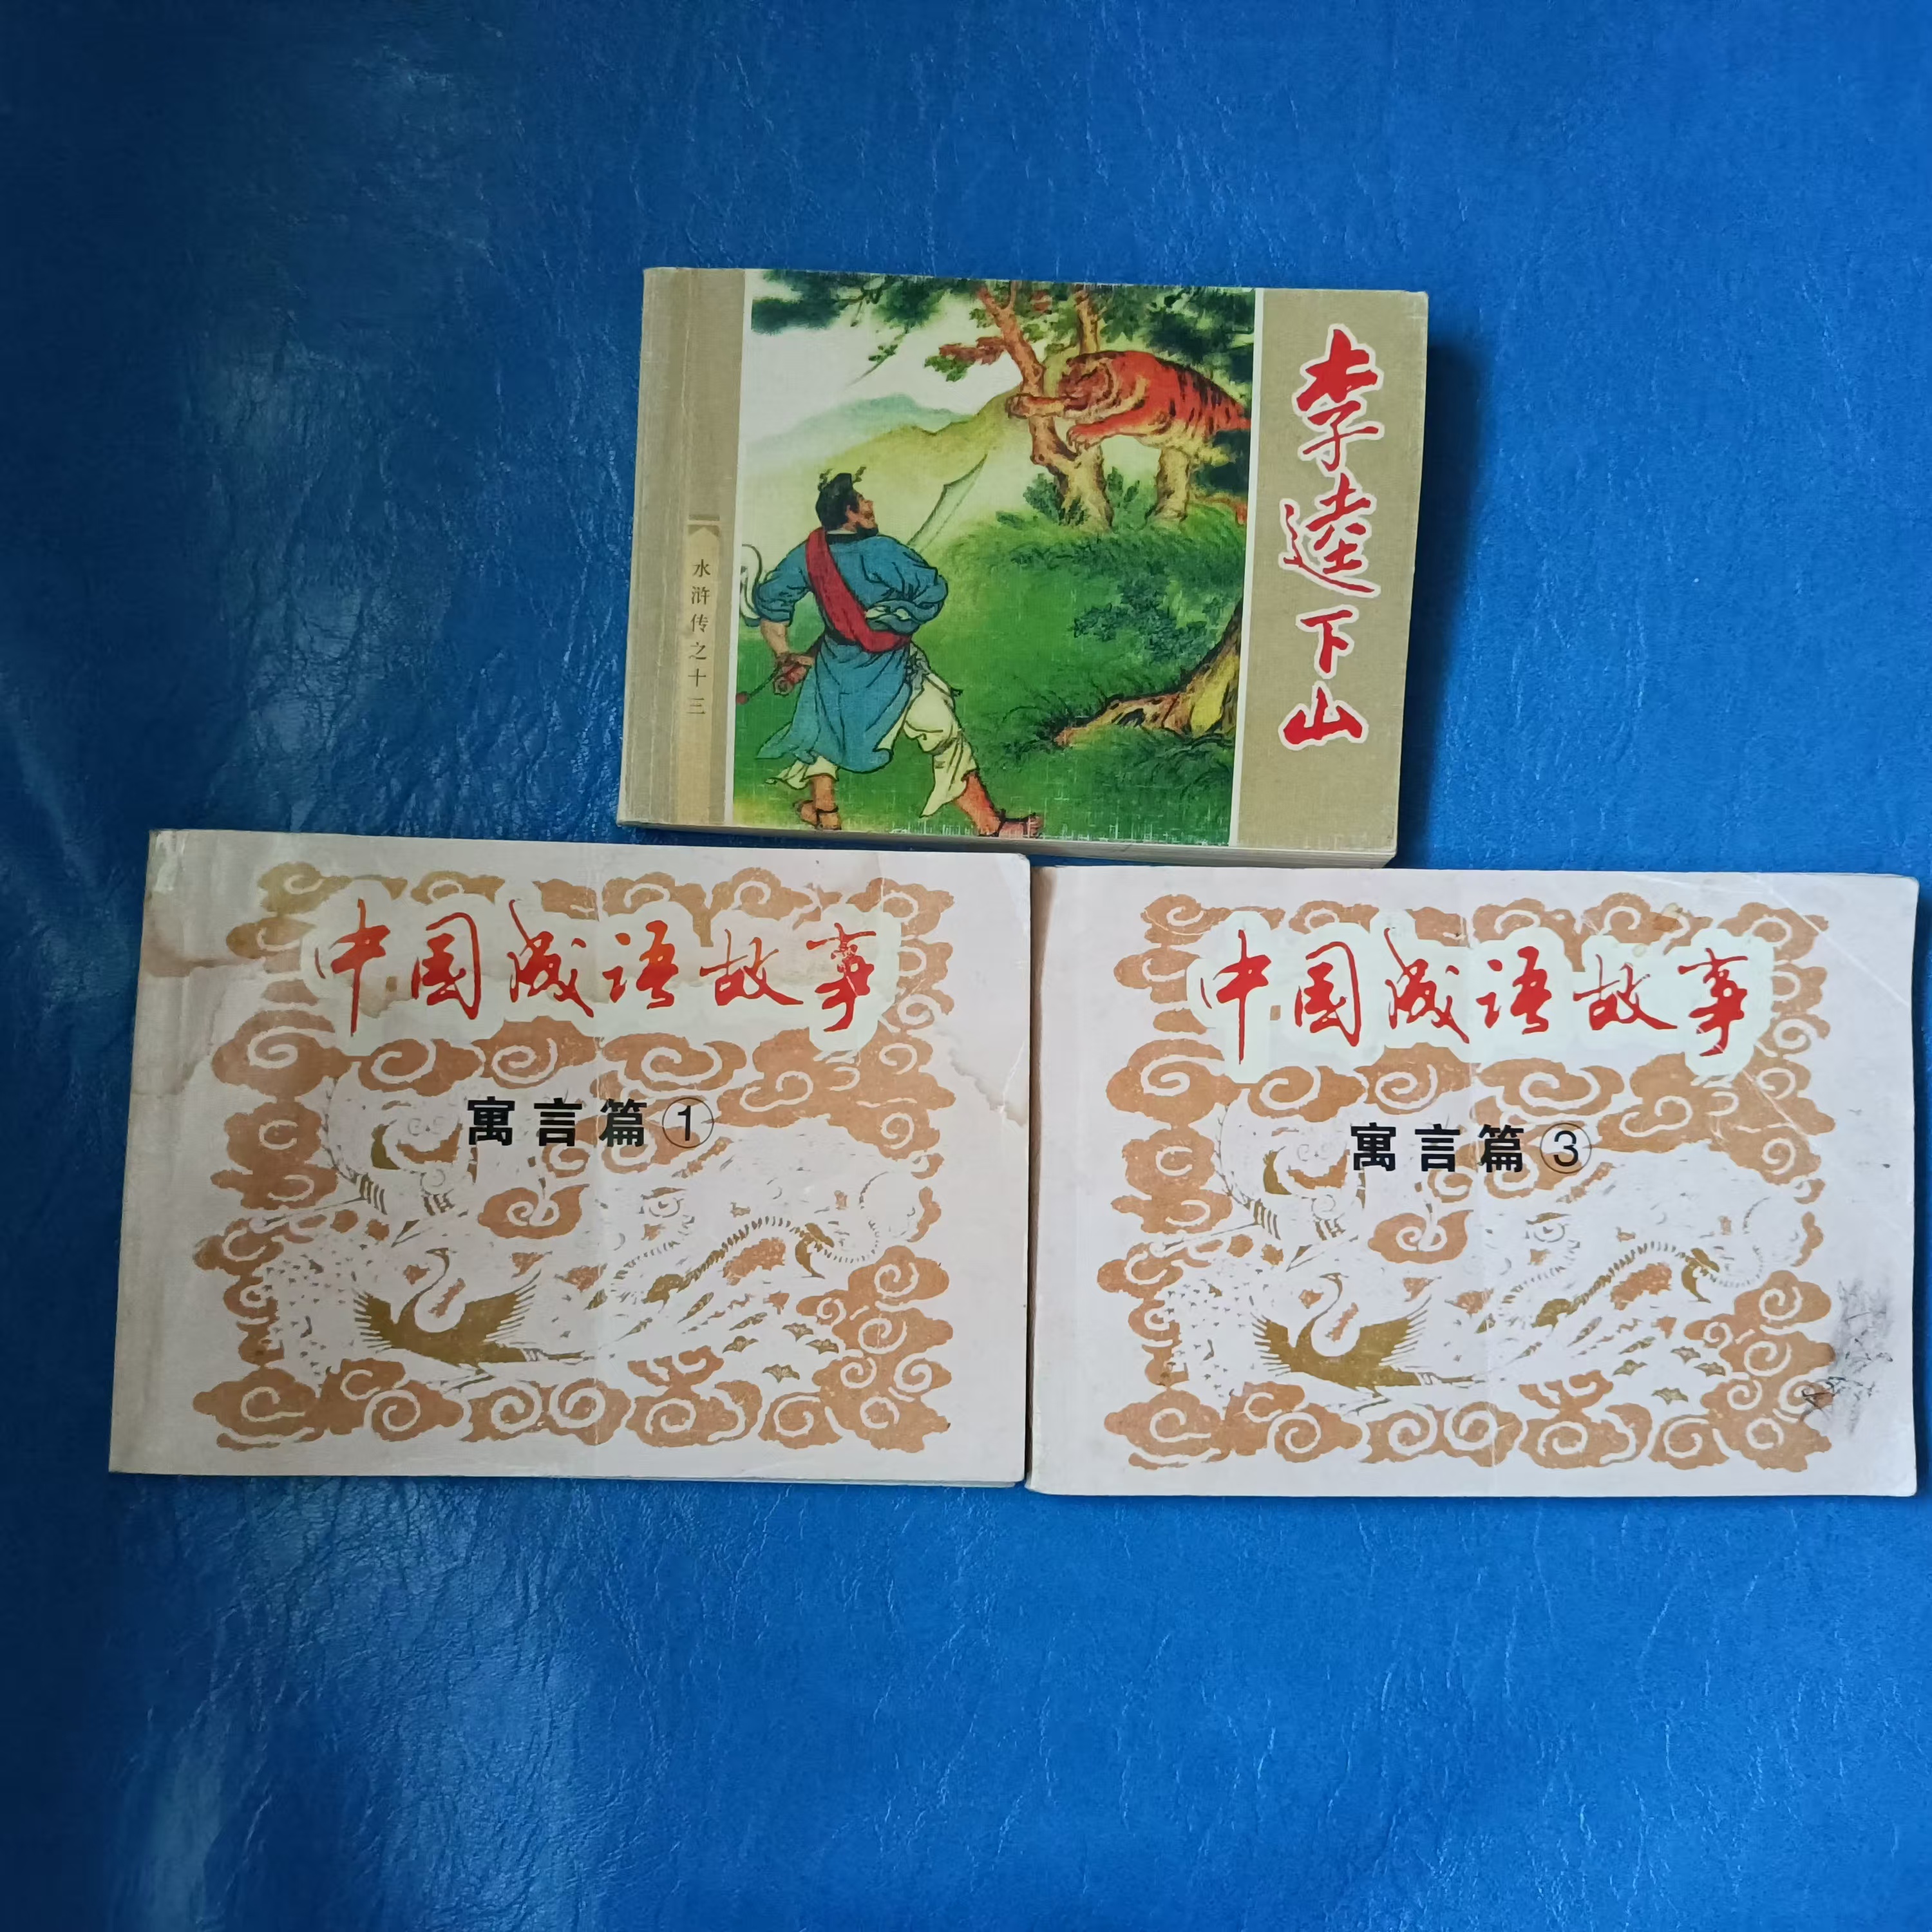 李逵下山
水浒传之十三
中国成语故事
寓言篇①
中国成语故事
寓言篇③